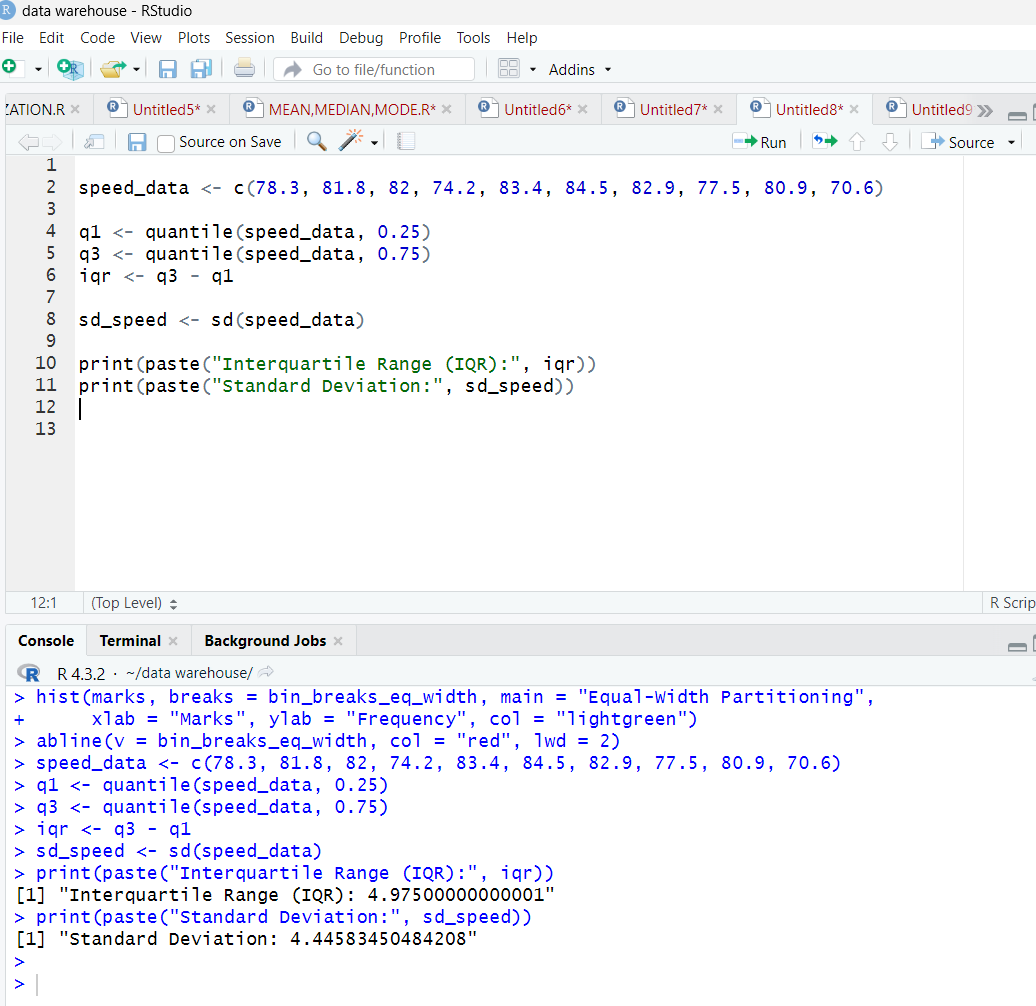 data warehouse - RStudio
File Edit Code View Plots Session Build Debug Profile Tools Help
Go to file/function Addins
ZATION.R Untitled5* MEAN,MEDIAN,MODE.R* Untitled6* Untitled7* Untitled8* Untitled9
Source on Save Run Source
1
2 speed_data <- c(78.3, 81.8, 82, 74.2, 83.4, 84.5, 82.9, 77.5, 80.9, 70.6)
3
4 q1 <- quantile(speed_data, 0.25)
5 q3 <- quantile(speed_data, 0.75)
6 iqr <- q3 - q1
7
8 sd_speed <- sd(speed_data)
9
10 print(paste("Interquartile Range (IQR):", iqr))
11 print(paste("Standard Deviation:", sd_speed))
12
13
12:1 (Top Level) R Scrip
Console Terminal Background Jobs
R R 4.3.2 · ~/data warehouse/
> hist(marks, breaks = bin_breaks_eq_width, main = "Equal-Width Partitioning",
+ xlab = "Marks", ylab = "Frequency", col = "lightgreen")
> abline(v = bin_breaks_eq_width, col = "red", lwd = 2)
> speed_data <- c(78.3, 81.8, 82, 74.2, 83.4, 84.5, 82.9, 77.5, 80.9, 70.6)
> q1 <- quantile(speed_data, 0.25)
> q3 <- quantile(speed_data, 0.75)
> iqr <- q3 - q1
> sd_speed <- sd(speed_data)
> print(paste("Interquartile Range (IQR):", iqr))
[1] "Interquartile Range (IQR): 4.97500000000001"
> print(paste("Standard Deviation:", sd_speed))
[1] "Standard Deviation: 4.44583450484208"
>
>